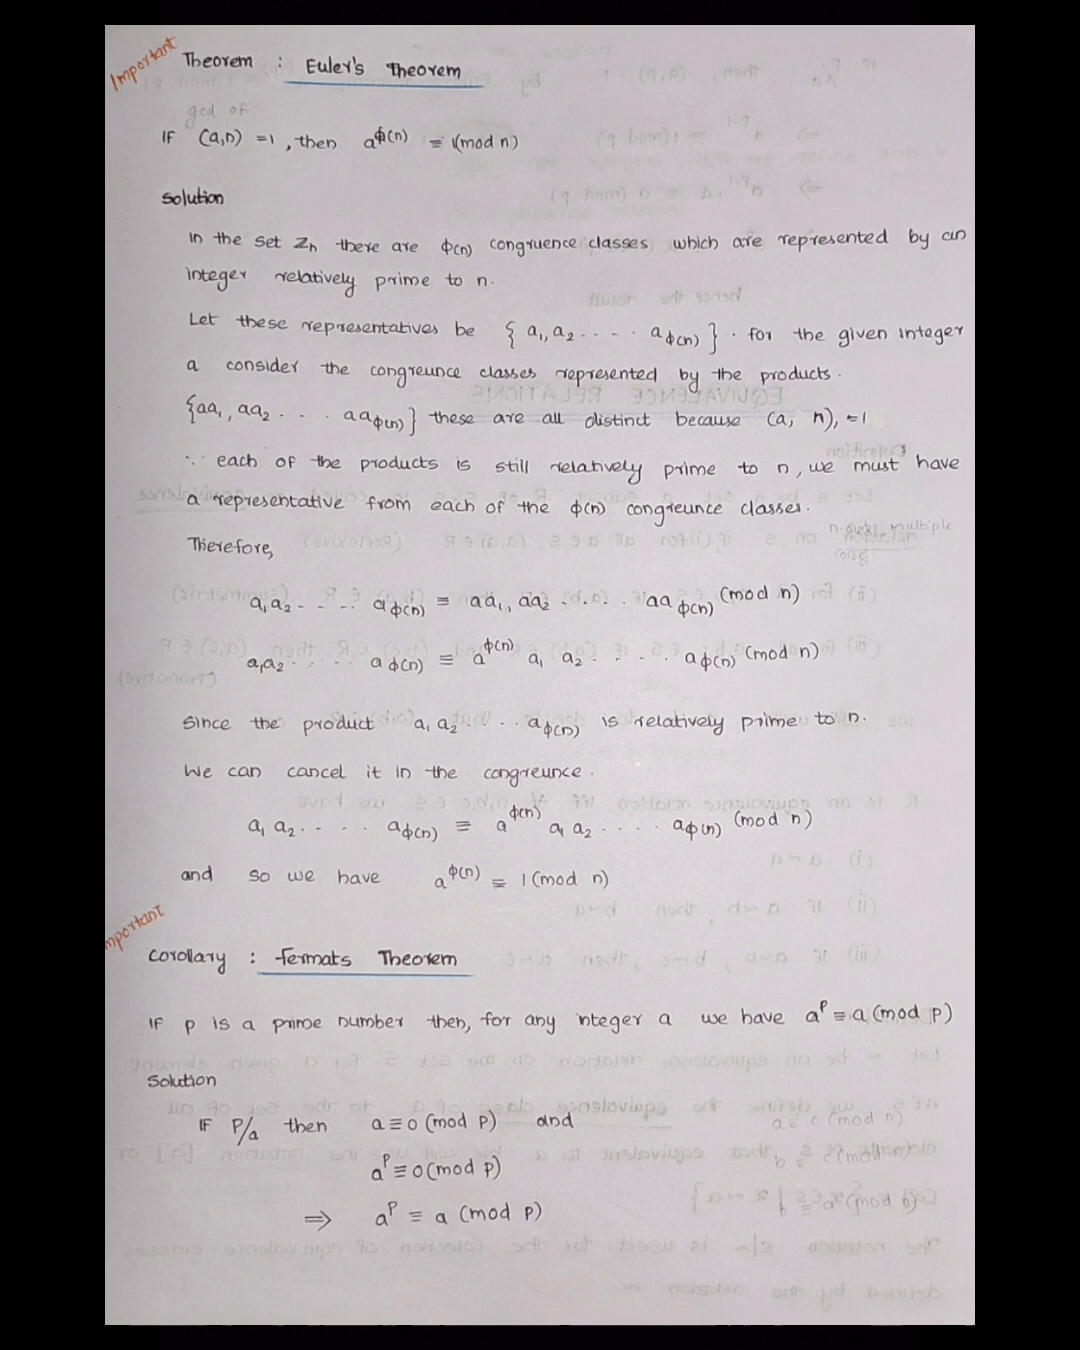 Important
Theorem : Euler's Theorem
gcd of
IF (a,n) =1, then a^ϕ(n) ≡ 1(mod n)
Solution
In the set Zn there are ϕ(n) congruence classes which are represented by an
integer relatively prime to n.
Let these representatives be { a1, a2 - - - - . aϕ(n) } . for the given integer
a consider the congreunce classes represented by the products.
{aa1, aa2 - . . . aaϕ(n)} these are all distinct because (a, n), =1
∴ each of the products is still relatively prime to n, we must have
a representative from each of the ϕ(n) congreunce classes.
Therefore,
a1a2 - - . -. aϕ(n) ≡ aa1, aa2 . . . . . aaϕ(n) (mod n)
a1a2 . . . . . aϕ(n) ≡ a^ϕ(n) a1 a2 . . . - . aϕ(n) (mod n)
Since the product a1 a2 . . . . aϕ(n) is relatively prime to n.
We can cancel it in the congreunce.
a1 a2 . - . . aϕ(n) ≡ a^ϕ(n) a1 a2 . . . . . aϕ(n) (mod n)
and so we have a^ϕ(n) ≡ 1 (mod n)
mportant
Corollary : fermats Theorem
IF p is a prime number then, for any integer a we have a^p ≡ a (mod p)
Solution
IF P/a then a ≡ 0 (mod p) and
a^p ≡ 0 (mod p)
⇒ a^p ≡ a (mod p)